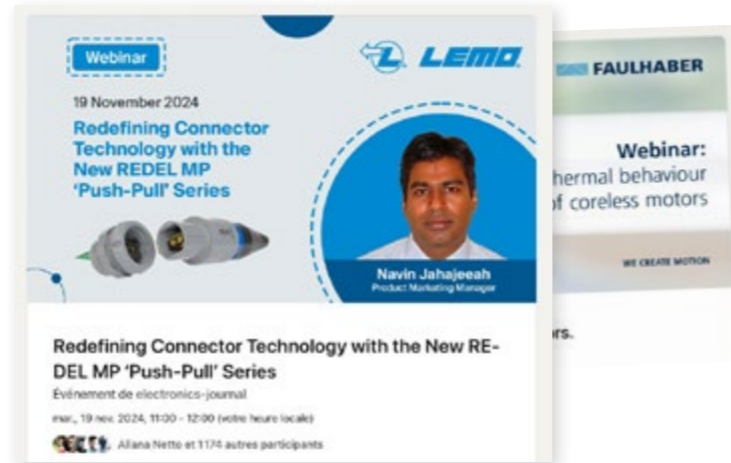 Webinar
LEMO
19 November 2024
Redefining Connector
Technology with the
New REDEL MP
‘Push-Pull’ Series
Navin Jahajeeah
Product Marketing Manager
Redefining Connector Technology with the New RE-
DEL MP ‘Push-Pull’ Series
Événement de electronics-journal
mar., 19 nov. 2024, 11:00 - 12:00 (votre heure locale)
Aliana Netto et 1174 autres participants
FAULHABER
Webinar:
hermal behaviour
of coreless motors
WE CREATE MOTION
rs.